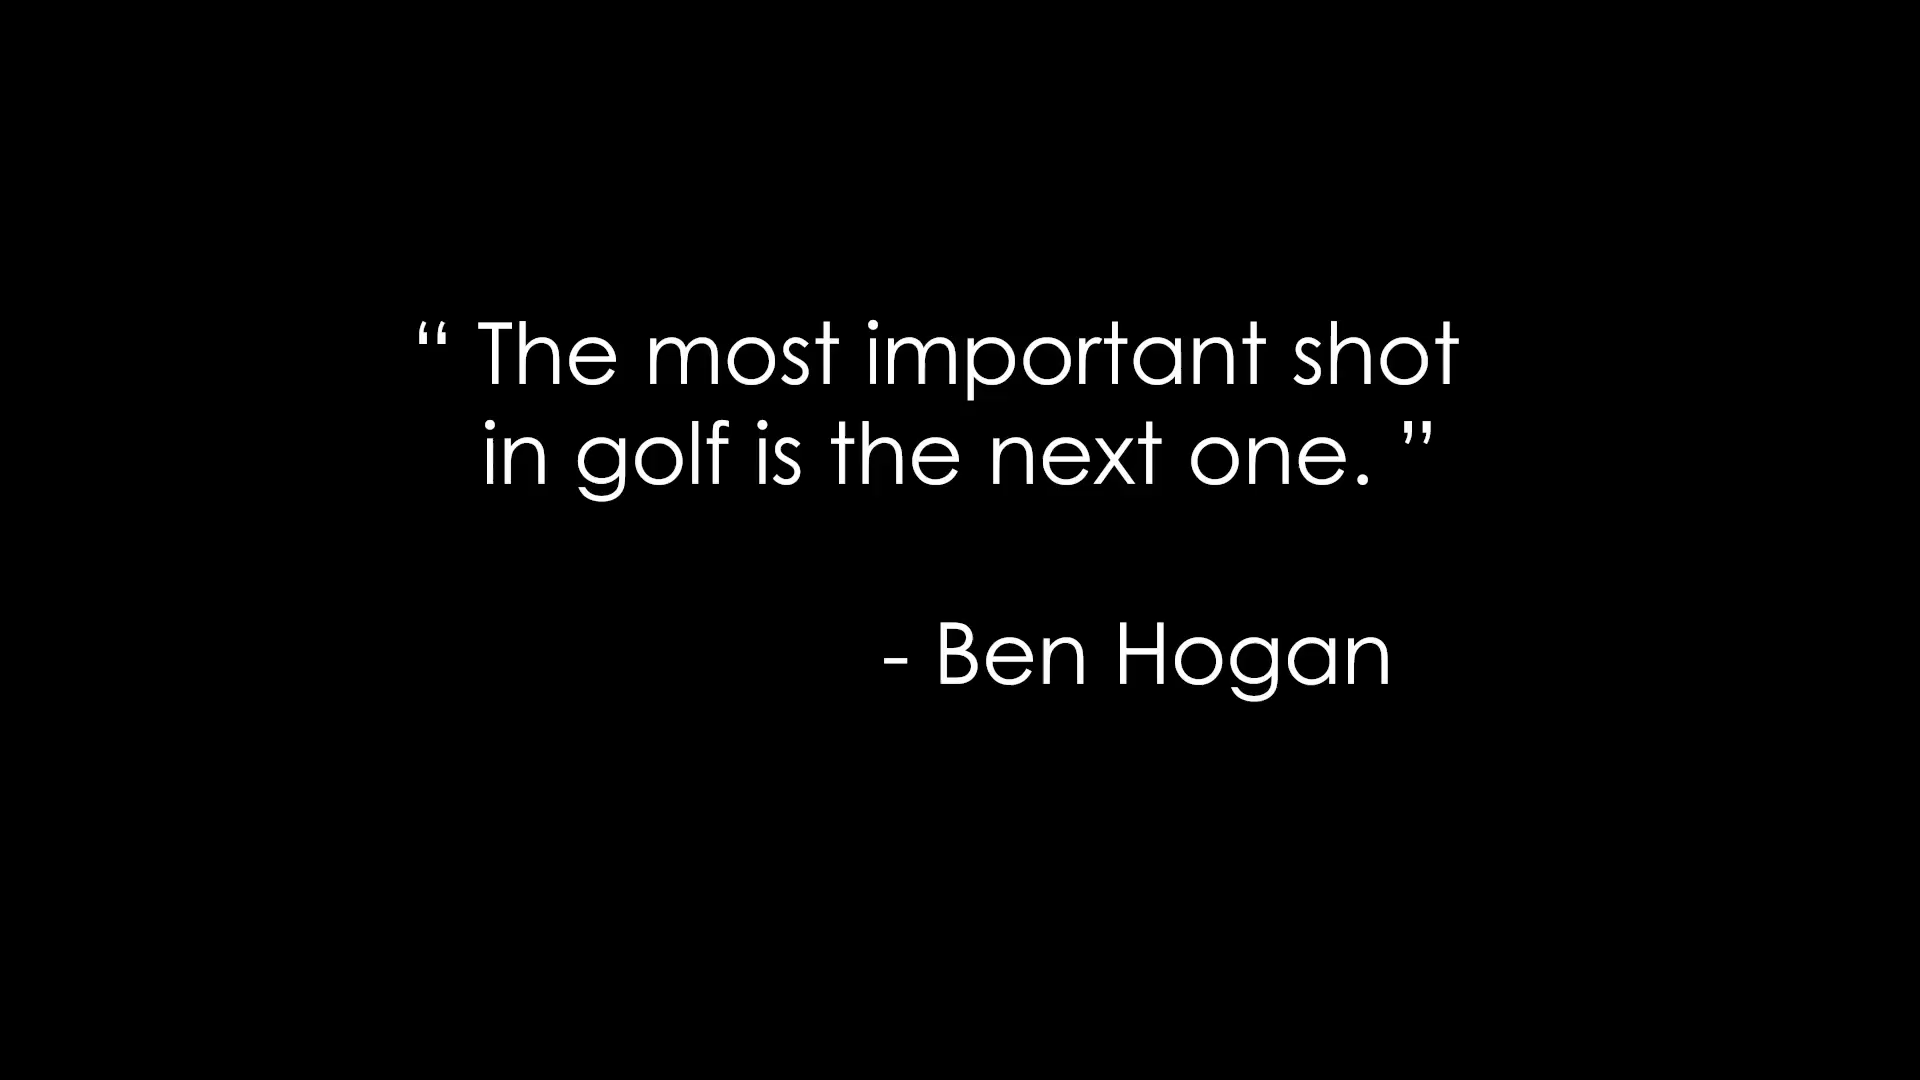 “ The most important shot
in golf is the next one. ”
- Ben Hogan